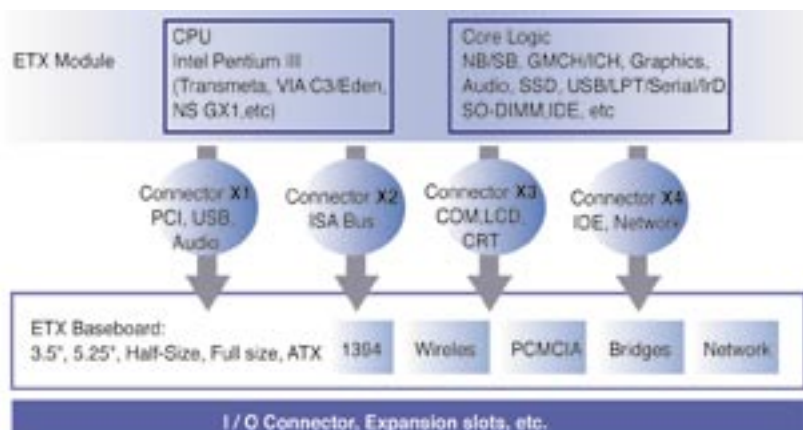 ETX Module
CPU
Intel Pentium III
(Transmeta, VIA C3/Eden,
NS GX1,etc)
Core Logic
NB/SB, GMCH/ICH, Graphics,
Audio, SSD, USB/LPT/Serial/IrD
SO-DIMM,IDE, etc
Connector X1
PCI, USB,
Audio
Connector X2
ISA Bus
Connector X3
COM,LCD,
CRT
Connector X4
IDE, Network
ETX Baseboard:
3.5", 5.25", Half-Size, Full size, ATX
1394
Wireles
PCMCIA
Bridges
Network
I / O Connector, Expansion slots, etc.